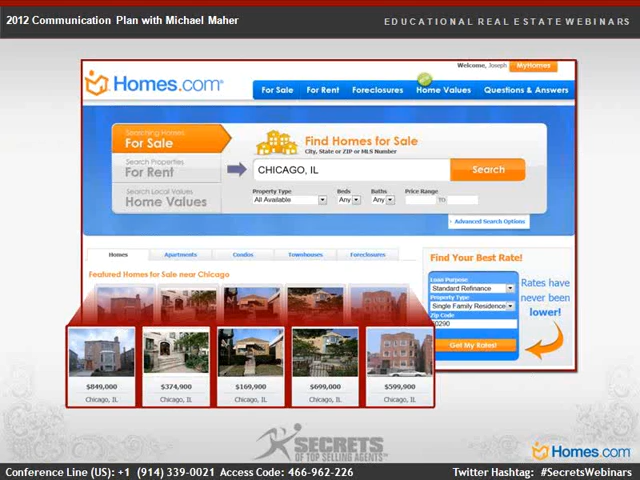 2012 Communication Plan with Michael Maher
EDUCATIONAL REAL ESTATE WEBINARS
Welcome, Joseph MyHomes
Homes.com
For Sale For Rent Foreclosures Home Values Questions & Answers
Searching Homes
For Sale
Search Properties
For Rent
Search Local Values
Home Values
Find Homes for Sale
City, State or ZIP or MLS Number
CHICAGO, IL Search
Property Type Beds Baths Price Range
All Available Any Any TO
Advanced Search Options
Homes Apartments Condos Townhouses Foreclosures
Featured Homes for Sale near Chicago
$849,000 $374,900 $169,900 $699,000 $599,900
Chicago, IL Chicago, IL Chicago, IL Chicago, IL Chicago, IL
Find Your Best Rate!
Loan Purpose
Standard Refinance
Property Type
Single Family Residence
Zip Code
0290
Get My Rates!
Rates have
never been
lower!
SECRETS
OF TOP SELLING AGENTS
Homes.com
Conference Line (US): +1 (914) 339-0021 Access Code: 466-962-226
Twitter Hashtag: #SecretsWebinars